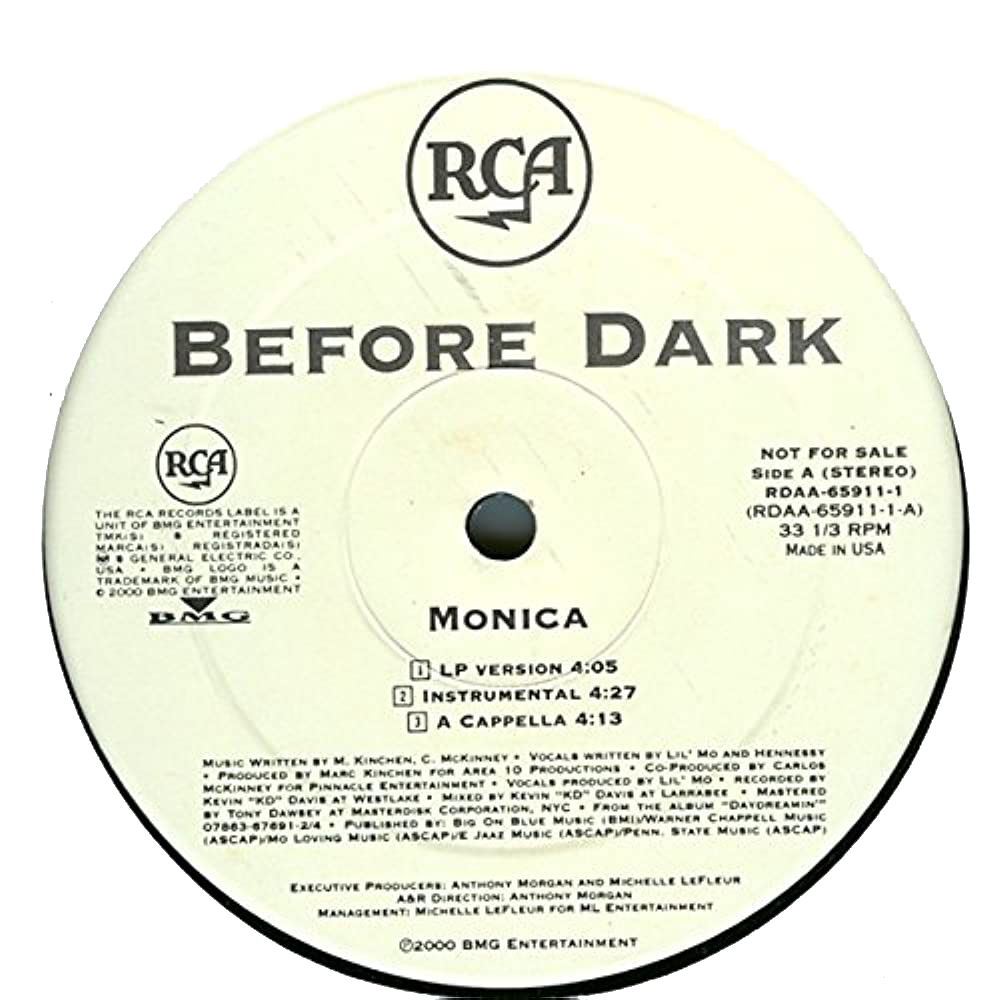 RCA
BEFORE DARK
RCA
THE RCA RECORDS LABEL IS A
UNIT OF BMG ENTERTAINMENT
TMK(S) ® REGISTERED
MARCA(S) REGISTRADA(S)
GENERAL ELECTRIC CO.,
USA • BMG LOGO IS A
TRADEMARK OF BMG MUSIC •
© 2000 BMG ENTERTAINMENT
BMG
NOT FOR SALE
SIDE A (STEREO)
RDAA-65911-1
(RDAA-65911-1-A)
33 1/3 RPM
MADE IN USA
MONICA
1 LP VERSION 4:05
2 INSTRUMENTAL 4:27
3 A CAPPELLA 4:13
MUSIC WRITTEN BY M. KINCHEN, C. MCKINNEY • VOCALS WRITTEN BY LIL' MO AND HENNESSY
• PRODUCED BY MARC KINCHEN FOR AREA 10 PRODUCTIONS • CO-PRODUCED BY CARLOS
MCKINNEY FOR PINNACLE ENTERTAINMENT • VOCALS PRODUCED BY LIL' MO • RECORDED BY
KEVIN "KD" DAVIS AT WESTLAKE • MIXED BY KEVIN "KD" DAVIS AT LARRABEE • MASTERED
BY TONY DAWSEY AT MASTERDISK CORPORATION, NYC • FROM THE ALBUM "DAYDREAMIN'"
07863-67691-2/4 • PUBLISHED BY: BIG ON BLUE MUSIC (BMI)/WARNER CHAPPELL MUSIC
(ASCAP)/MO LOVING MUSIC (ASCAP)/E JAAZ MUSIC (ASCAP)/PENN. STATE MUSIC (ASCAP)
EXECUTIVE PRODUCERS: ANTHONY MORGAN AND MICHELLE LEFLEUR
A&R DIRECTION: ANTHONY MORGAN
MANAGEMENT: MICHELLE LEFLEUR FOR ML ENTERTAINMENT
℗2000 BMG ENTERTAINMENT